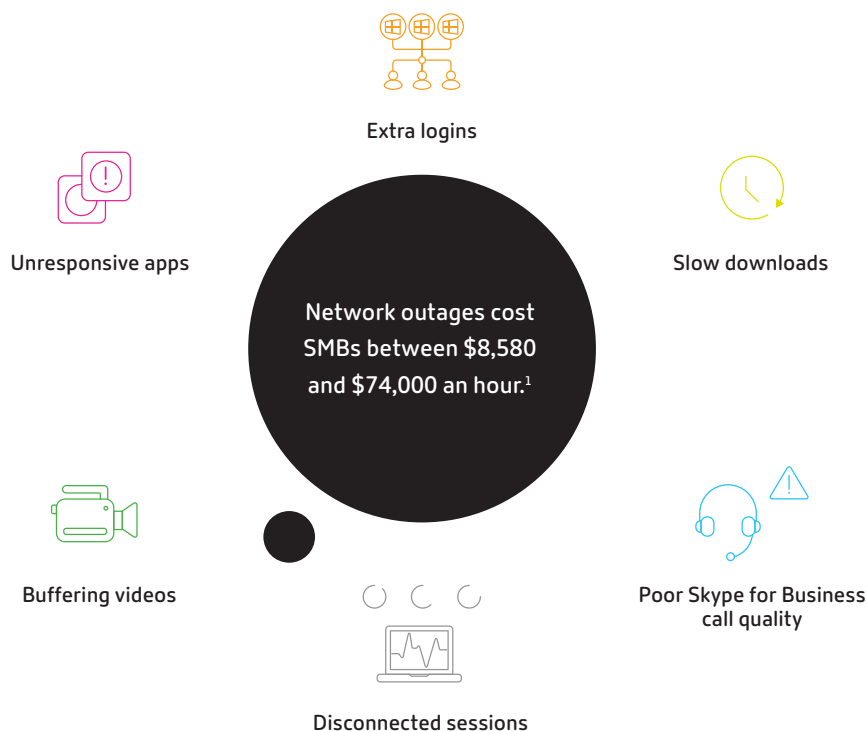 Extra logins
Unresponsive apps
Slow downloads
Network outages cost
SMBs between $8,580
and $74,000 an hour.¹
Buffering videos
Poor Skype for Business
call quality
Disconnected sessions